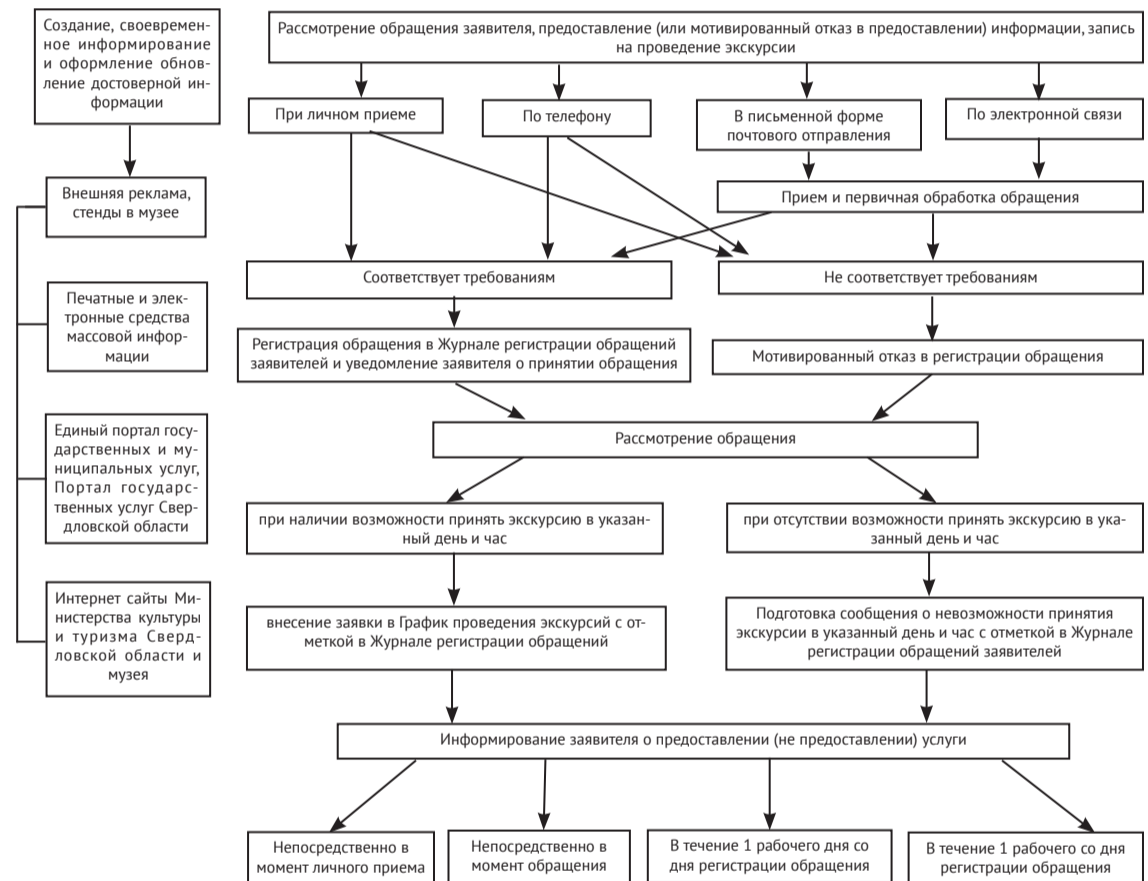 Создание, своевремен-
ное информирование
и оформление обнов-
ление достоверной ин-
формации
Внешняя реклама,
стенды в музее
Печатные и элек-
тронные средства
массовой инфор-
мации
Единый портал госу-
дарственных и му-
ниципальных услуг,
Портал государс-
твенных услуг Свер-
дловской области
Интернет сайты Ми-
нистерства культуры
и туризма Сверд-
ловской области и
музея
Рассмотрение обращения заявителя, предоставление (или мотивированный отказ в предоставлении) информации, запись
на проведение экскурсии
При личном приеме
По телефону
В письменной форме
почтового отправления
По электронной связи
Прием и первичная обработка обращения
Соответствует требованиям
Не соответствует требованиям
Регистрация обращения в Журнале регистрации обращений
заявителей и уведомление заявителя о принятии обращения
Мотивированный отказ в регистрации обращения
Рассмотрение обращения
при наличии возможности принять экскурсию в указан-
ный день и час
при отсутствии возможности принять экскурсию в ука-
занный день и час
внесение заявки в График проведения экскурсий с от-
меткой в Журнале регистрации обращений
Подготовка сообщения о невозможности принятия
экскурсии в указанный день и час с отметкой в Журнале
регистрации обращений заявителей
Информирование заявителя о предоставлении (не предоставлении) услуги
Непосредственно в
момент личного приема
Непосредственно в
момент обращения
В течение 1 рабочего дня со
дня регистрации обращения
В течение 1 рабочего со дня
регистрации обращения